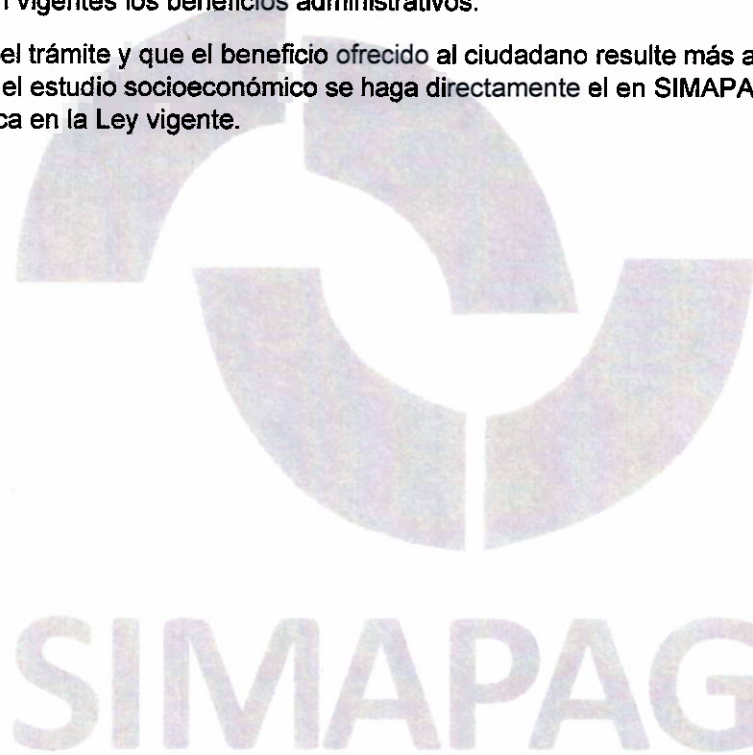 vigentes los beneficios administrativos.
el trámite y que el beneficio ofrecido al ciudadano resulte más a
el estudio socioeconómico se haga directamente el en SIMAPA
ca en la Ley vigente.
SIMAPAG